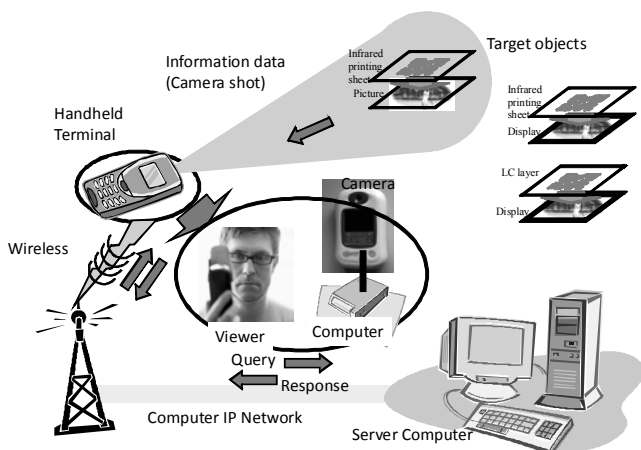 Target objects
Information data
(Camera shot)
Infrared
printing
sheet
Picture
Infrared
printing
sheet
Display
LC layer
Display
Handheld
Terminal
Camera
Wireless
Viewer
Computer
Query
Response
Computer IP Network
Server Computer